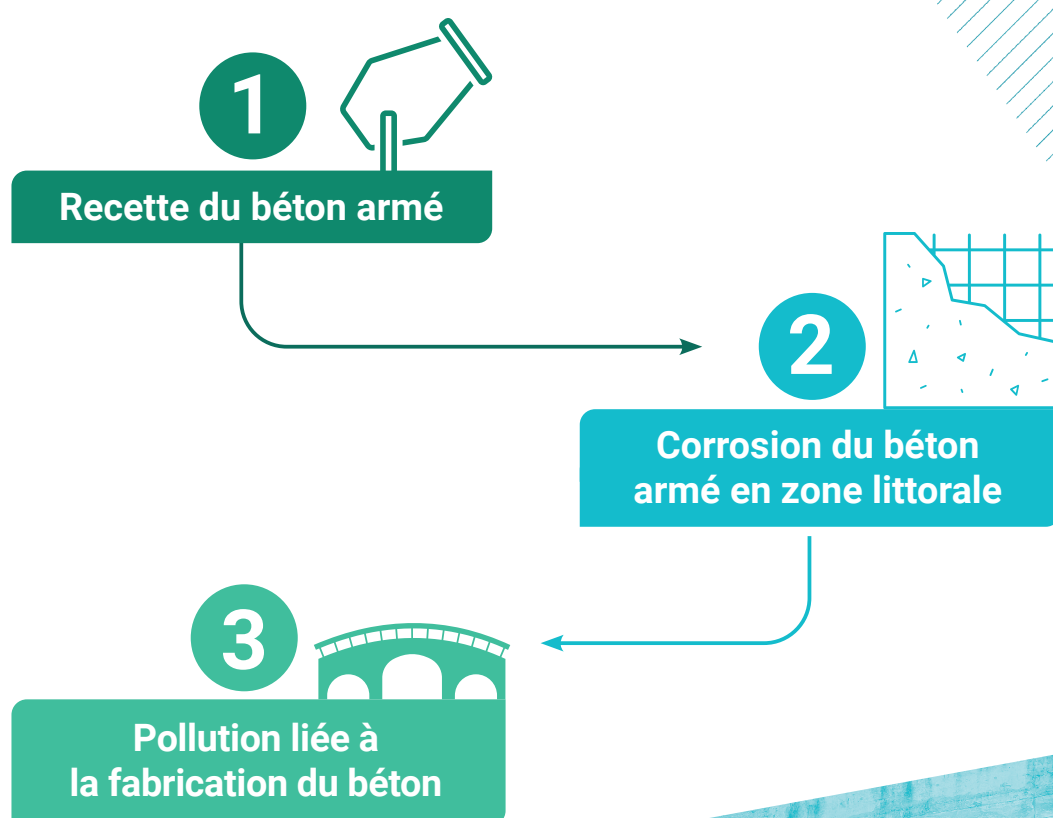 1
Recette du béton armé
2
Corrosion du béton
armé en zone littorale
3
Pollution liée à
la fabrication du béton